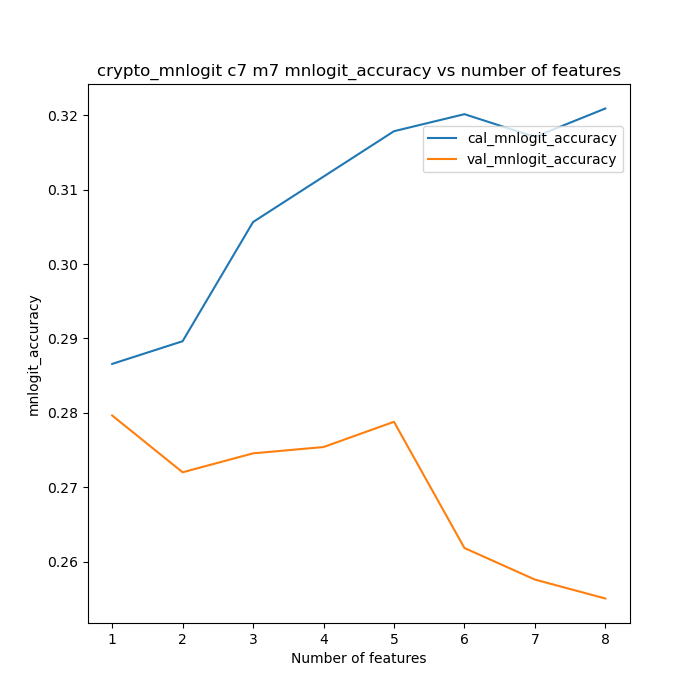 crypto_mnlogit c7 m7 mnlogit_accuracy vs number of features
0.32
0.31
0.30
0.29
0.28
0.27
0.26
mnlogit_accuracy
cal_mnlogit_accuracy
val_mnlogit_accuracy
1 2 3 4 5 6 7 8
Number of features